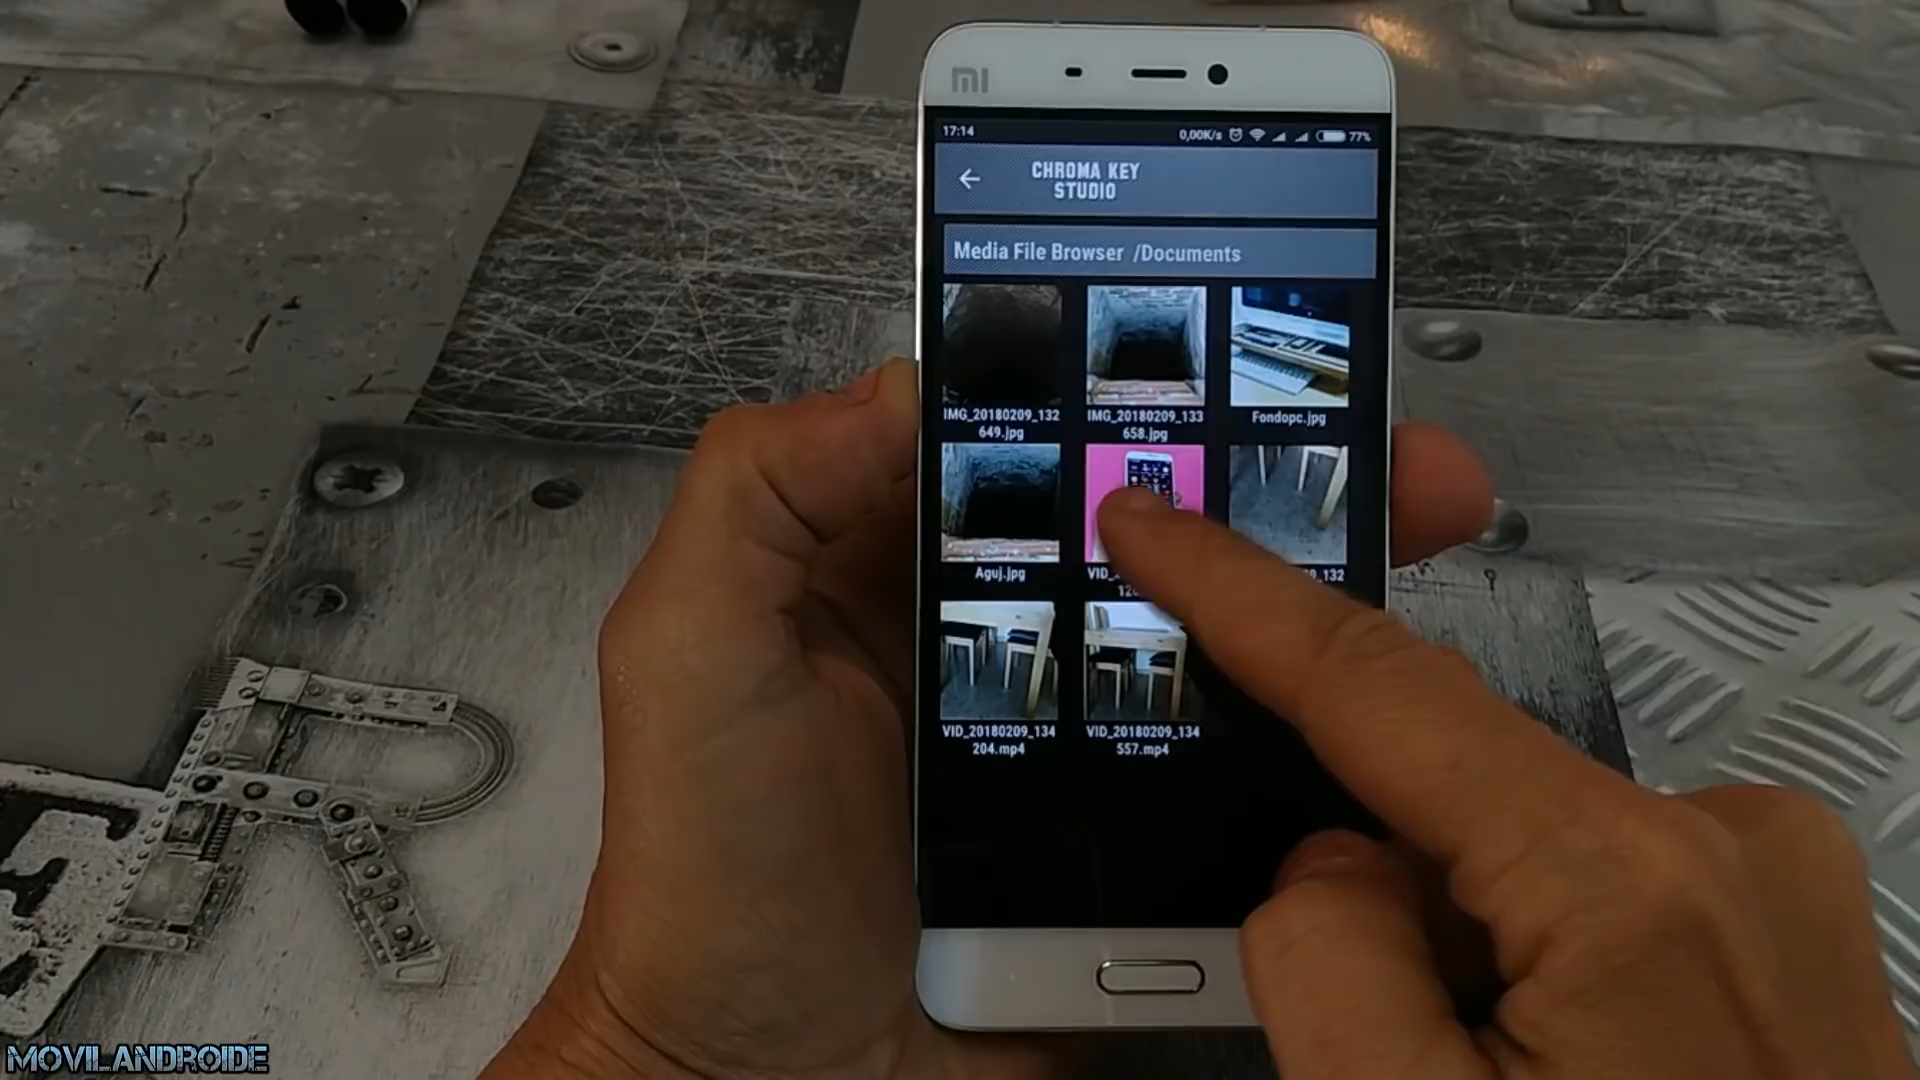 MI
17:14 0,00K/s 77%
CHROMA KEY
STUDIO
Media File Browser /Documents
IMG_20180209_132
649.jpg
IMG_20180209_133
658.jpg
Fondopc.jpg
Aguj.jpg
VID_
0_132
VID_20180209_134
204.mp4
VID_20180209_134
557.mp4
R
MOVILANDROIDE